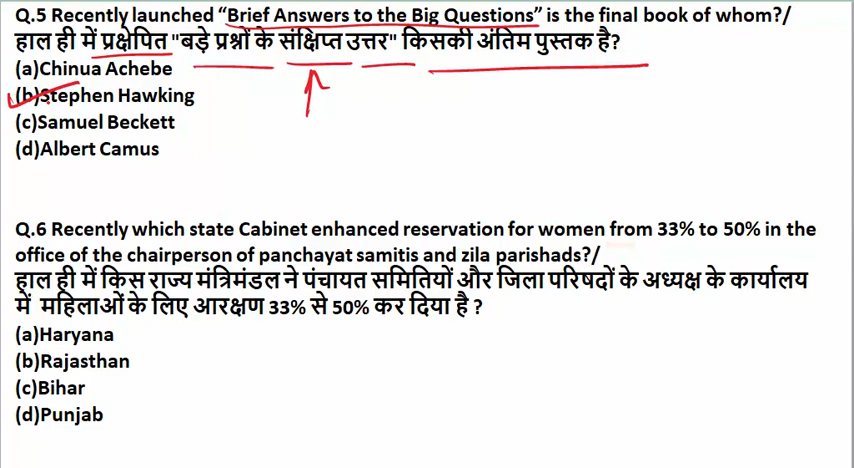 Q.5 Recently launched “Brief Answers to the Big Questions” is the final book of whom?/
हाल ही में प्रक्षेपित "बड़े प्रश्नों के संक्षिप्त उत्तर" किसकी अंतिम पुस्तक है?
(a)Chinua Achebe
(b)Stephen Hawking
(c)Samuel Beckett
(d)Albert Camus
Q.6 Recently which state Cabinet enhanced reservation for women from 33% to 50% in the
office of the chairperson of panchayat samitis and zila parishads?/
हाल ही में किस राज्य मंत्रिमंडल ने पंचायत समितियों और जिला परिषदों के अध्यक्ष के कार्यालय
में महिलाओं के लिए आरक्षण 33% से 50% कर दिया है ?
(a)Haryana
(b)Rajasthan
(c)Bihar
(d)Punjab